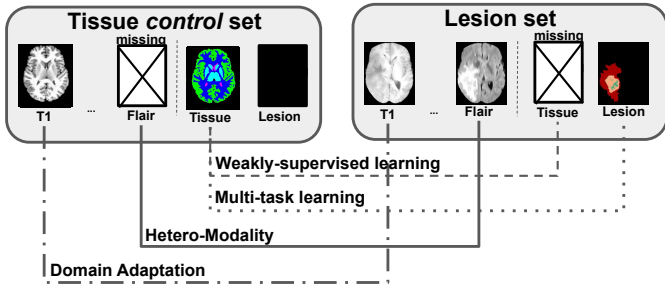 Tissue control set
Lesion set
missing
missing
T1
...
Flair
Tissue
Lesion
T1
...
Flair
Tissue
Lesion
Weakly-supervised learning
Multi-task learning
Hetero-Modality
Domain Adaptation